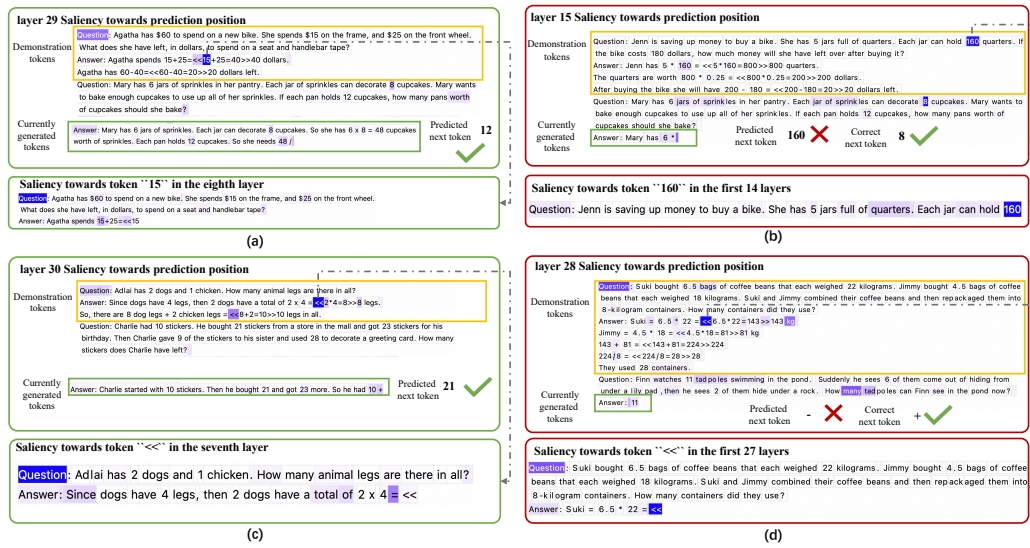 layer 29 Saliency towards prediction position
Demonstration tokens
Question: Agatha has $60 to spend on a new bike. She spends $15 on the frame, and $25 on the front wheel.
What does she have left, in dollars, to spend on a seat and handlebar tape?
Answer: Agatha spends 15+25=<<15+25=40>>40 dollars.
Agatha has 60-40=<<60-40=20>>20 dollars left.
Question: Mary has 6 jars of sprinkles in her pantry. Each jar of sprinkles can decorate 8 cupcakes. Mary wants
to bake enough cupcakes to use up all of her sprinkles. If each pan holds 12 cupcakes, how many pans worth
of cupcakes should she bake?
Currently generated tokens
Answer: Mary has 6 jars of sprinkles. Each jar can decorate 8 cupcakes. So she has 6 x 8 = 48 cupcakes
worth of sprinkles. Each pan holds 12 cupcakes. So she needs 48 /
Predicted next token 12
Saliency towards token ``15'' in the eighth layer
Question: Agatha has $60 to spend on a new bike. She spends $15 on the frame, and $25 on the front wheel.
What does she have left, in dollars, to spend on a seat and handlebar tape?
Answer: Agatha spends 15+25=<<15
(a)
layer 15 Saliency towards prediction position
Demonstration tokens
Question: Jenn is saving up money to buy a bike. She has 5 jars full of quarters. Each jar can hold 160 quarters. If
the bike costs 180 dollars, how much money will she have left over after buying it?
Answer: Jenn has 5 * 160 = <<5*160=800>>800 quarters.
The quarters are worth 800 * 0.25 = <<800*0.25=200>>200 dollars.
After buying the bike she will have 200 - 180 = <<200-180=20>>20 dollars left.
Question: Mary has 6 jars of sprinkles in her pantry. Each jar of sprinkles can decorate 8 cupcakes. Mary wants to
bake enough cupcakes to use up all of her sprinkles. If each pan holds 12 cupcakes, how many pans worth of
cupcakes should she bake?
Currently generated tokens
Answer: Mary has 6 *
Predicted next token 160
Correct next token 8
Saliency towards token ``160'' in the first 14 layers
Question: Jenn is saving up money to buy a bike. She has 5 jars full of quarters. Each jar can hold 160
(b)
layer 30 Saliency towards prediction position
Demonstration tokens
Question: Adlai has 2 dogs and 1 chicken. How many animal legs are there in all?
Answer: Since dogs have 4 legs, then 2 dogs have a total of 2 x 4 =<<2*4=8>>8 legs.
So, there are 8 dog legs + 2 chicken legs =<<8+2=10>>10 legs in all.
Question: Charlie had 10 stickers. He bought 21 stickers from a store in the mall and got 23 stickers for his
birthday. Then Charlie gave 9 of the stickers to his sister and used 28 to decorate a greeting card. How many
stickers does Charlie have left?
Currently generated tokens
Answer: Charlie started with 10 stickers. Then he bought 21 and got 23 more. So he had 10 +
Predicted next token 21
Saliency towards token ``<<'' in the seventh layer
Question: Adlai has 2 dogs and 1 chicken. How many animal legs are there in all?
Answer: Since dogs have 4 legs, then 2 dogs have a total of 2 x 4 = <<
(c)
layer 28 Saliency towards prediction position
Demonstration tokens
Question: Suki bought 6.5 bags of coffee beans that each weighed 22 kilograms. Jimmy bought 4.5 bags of coffee
beans that each weighed 18 kilograms. Suki and Jimmy combined their coffee beans and then repackaged them into
8-kilogram containers. How many containers did they use?
Answer: Suki = 6.5 * 22 = <<6.5*22=143>>143 kg
Jimmy = 4.5 * 18 = <<4.5*18=81>>81 kg
143 + 81 = <<143+81=224>>224
224/8 = <<224/8=28>>28
They used 28 containers.
Question: Finn watches 11 tadpoles swimming in the pond. Suddenly he sees 6 of them come out of hiding from
under a lily pad, then he sees 2 of them hide under a rock. How many tadpoles can Finn see in the pond now?
Currently generated tokens
Answer: 11
Predicted next token -
Correct next token +
Saliency towards token ``<<'' in the first 27 layers
Question: Suki bought 6.5 bags of coffee beans that each weighed 22 kilograms. Jimmy bought 4.5 bags of coffee
beans that each weighed 18 kilograms. Suki and Jimmy combined their coffee beans and then repackaged them into
8-kilogram containers. How many containers did they use?
Answer: Suki = 6.5 * 22 = <<
(d)